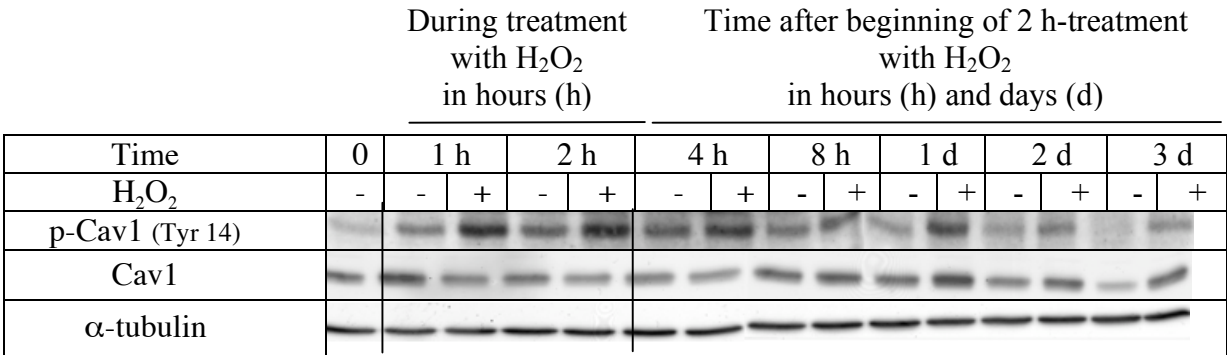 During treatment
with H₂O₂
in hours (h)
Time after beginning of 2 h-treatment
with H₂O₂
in hours (h) and days (d)
Time 0 1 h 2 h 4 h 8 h 1 d 2 d 3 d
H₂O₂ - - + - + - + - + - + - + - +
p-Cav1 (Tyr 14)
Cav1
α-tubulin